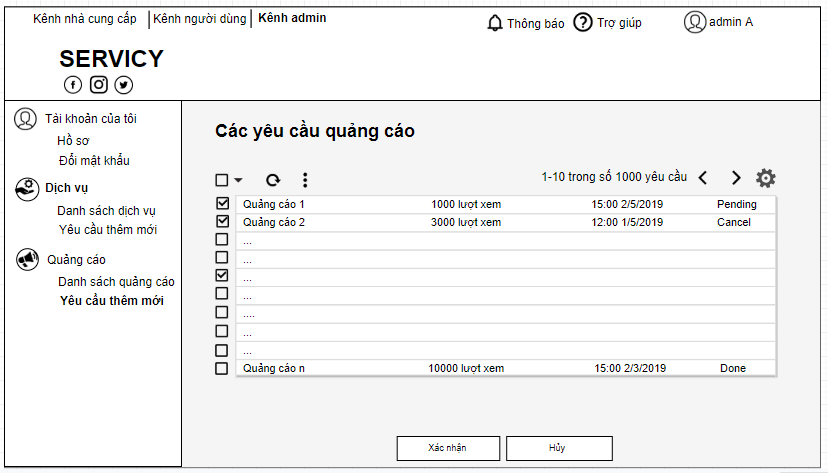 Kênh nhà cung cấp Kênh người dùng Kênh admin Thông báo Trợ giúp admin A
SERVICY
Tài khoản của tôi
Hồ sơ
Đổi mật khẩu
Dịch vụ
Danh sách dịch vụ
Yêu cầu thêm mới
Quảng cáo
Danh sách quảng cáo
Yêu cầu thêm mới
Các yêu cầu quảng cáo
1-10 trong số 1000 yêu cầu
Quảng cáo 1 1000 lượt xem 15:00 2/5/2019 Pending
Quảng cáo 2 3000 lượt xem 12:00 1/5/2019 Cancel
...
...
...
...
....
...
...
Quảng cáo n 10000 lượt xem 15:00 2/3/2019 Done
Xác nhận Hủy